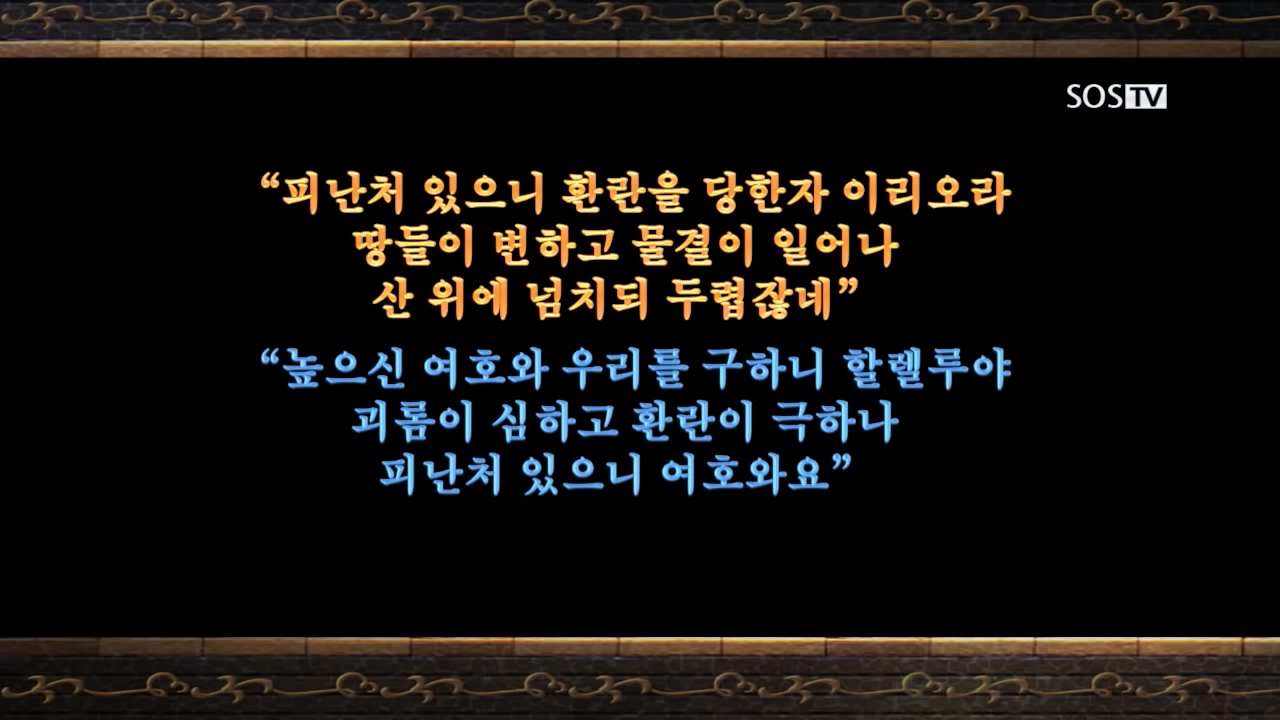 SOSTV
“피난처 있으니 환란을 당한자 이리오라
땅들이 변하고 물결이 일어나
산 위에 넘치되 두렵잖네”
“높으신 여호와 우리를 구하니 할렐루야
괴롬이 심하고 환란이 극하나
피난처 있으니 여호와요”